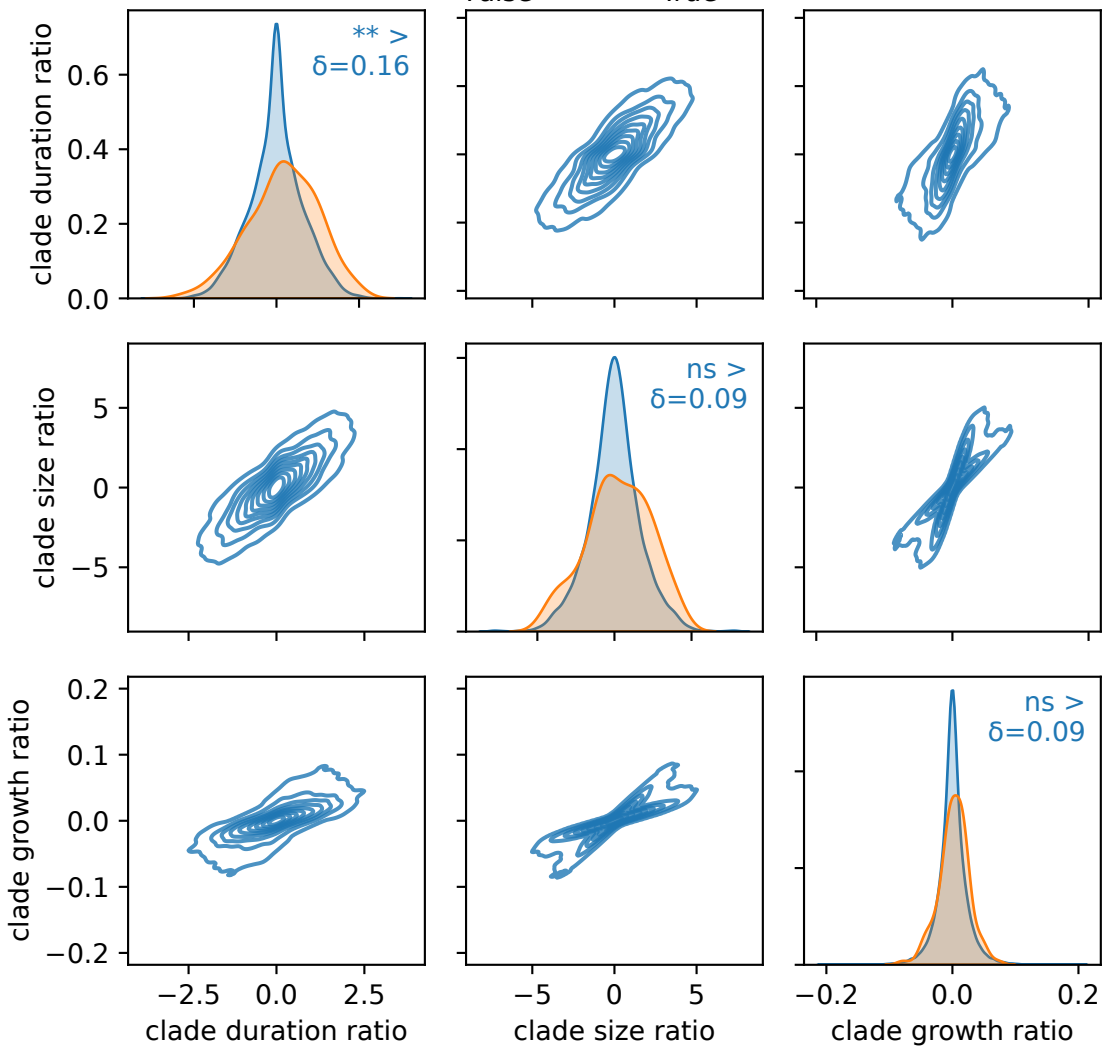 ** >
δ=0.16
clade duration ratio
0.6
0.4
0.2
0.0
ns >
δ=0.09
clade size ratio
5
0
−5
ns >
δ=0.09
clade growth ratio
0.2
0.1
0.0
−0.1
−0.2
−2.5 0.0 2.5
−5 0 5
−0.2 0.0 0.2
clade duration ratio
clade size ratio
clade growth ratio